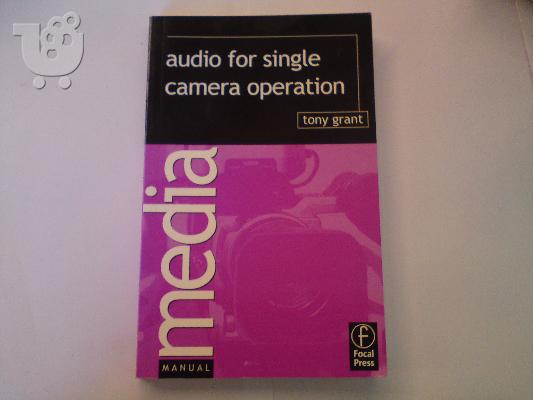 audio for single
camera operation
tony grant
media
MANUAL
f
Focal
Press